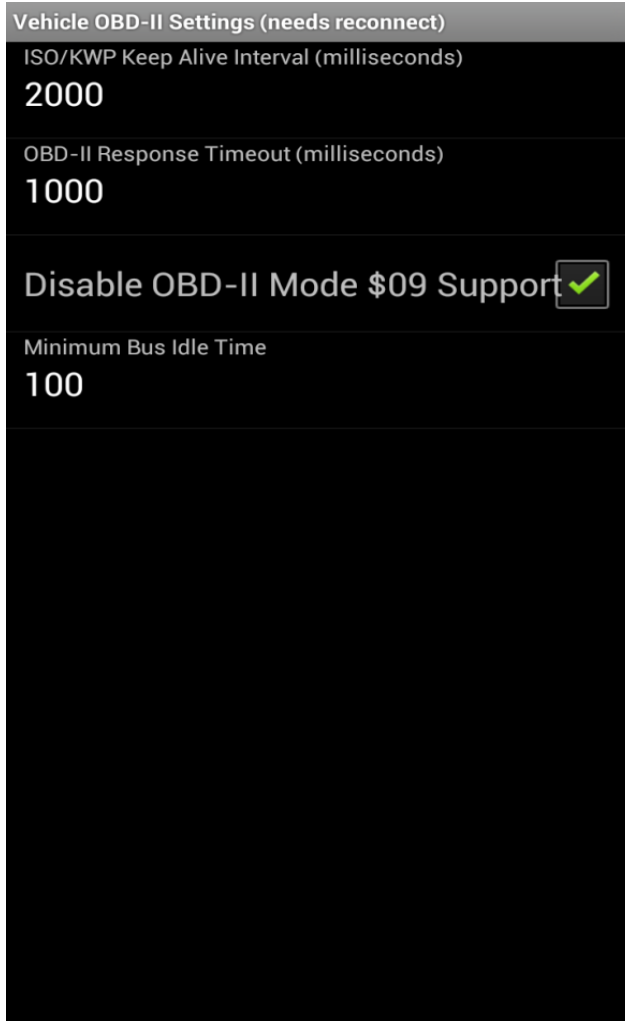 Vehicle OBD-II Settings (needs reconnect)
ISO/KWP Keep Alive Interval (milliseconds)
2000
OBD-II Response Timeout (milliseconds)
1000
Disable OBD-II Mode $09 Support
Minimum Bus Idle Time
100